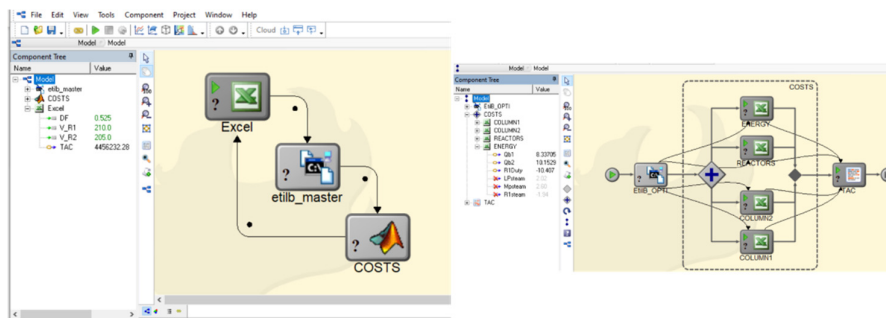 File Edit View Tools Component Project Window Help
Cloud
Model Model
Component Tree
Name Value
Model
etilb_master
COSTS
Excel
DF 0.525
V_R1 210.0
V_R2 205.0
TAC 4456232.28
Excel
etilb_master
COSTS
Model Model
Component Tree
Name Value
Model
EtilB_OPTI
COSTS
COLUMN1
COLUMN2
REACTORS
ENERGY
Qb1 8.33705
Qb2 10.1529
R1Duty -10.407
LPsteam
Mpsteam
R1steam
TAC
COSTS
ENERGY
REACTORS
EtilB_OPTI
TAC
COLUMN2
COLUMN1